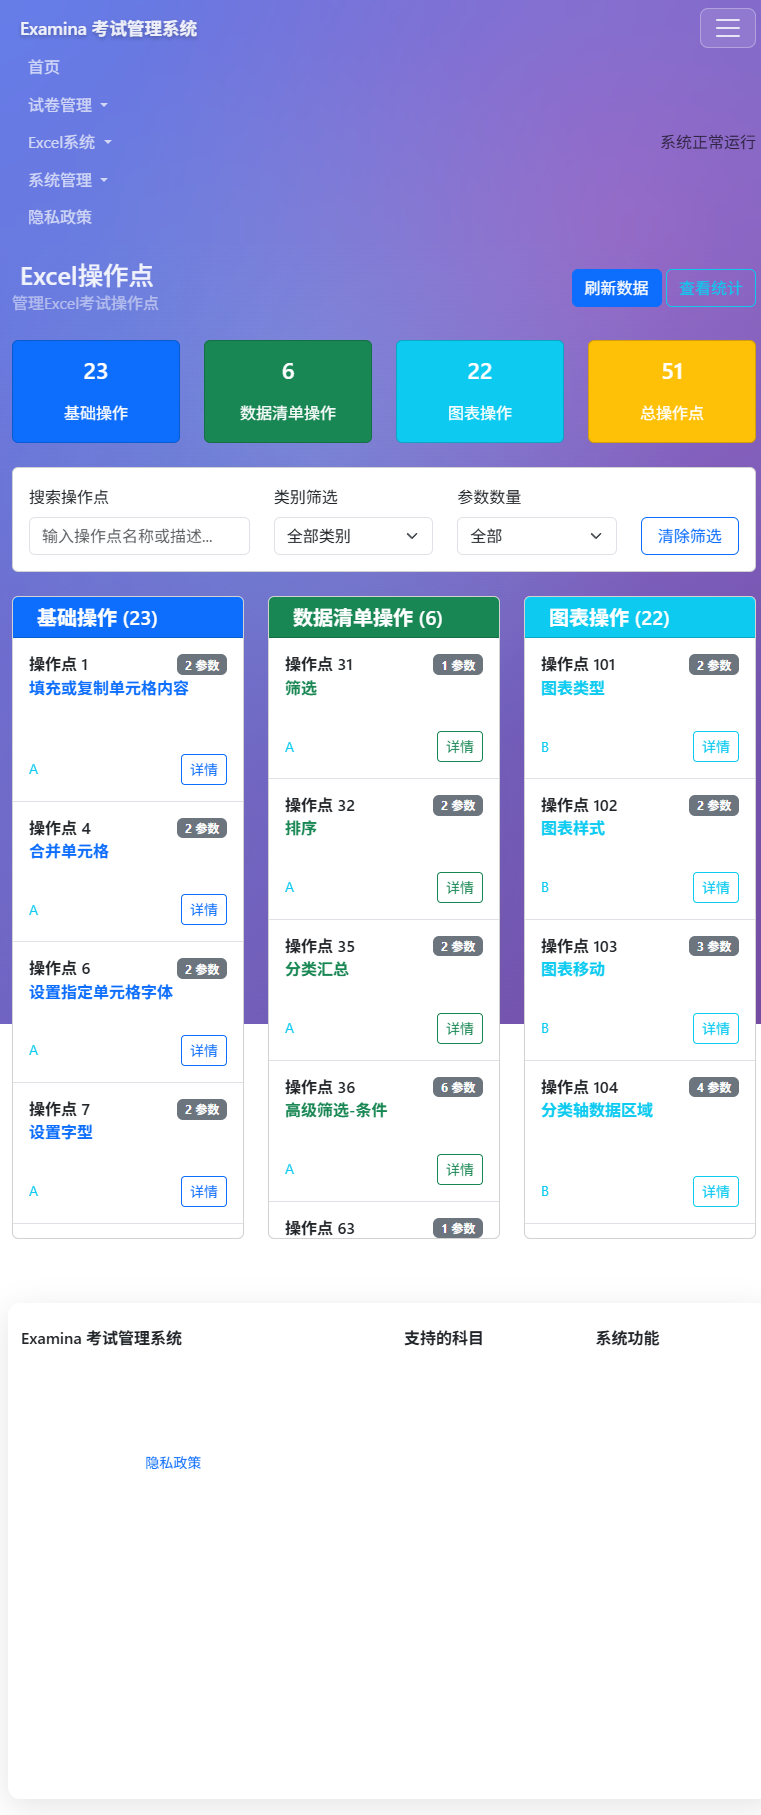 Examina 考试管理系统
首页
试卷管理
Excel系统
系统正常运行
系统管理
隐私政策
Excel操作点
管理Excel考试操作点
刷新数据
查看统计
23
基础操作
6
数据清单操作
22
图表操作
51
总操作点
搜索操作点
类别筛选
参数数量
输入操作点名称或描述...
全部类别
全部
清除筛选
基础操作 (23)
操作点 1
2 参数
填充或复制单元格内容
A
详情
操作点 4
2 参数
合并单元格
A
详情
操作点 6
2 参数
设置指定单元格字体
A
详情
操作点 7
2 参数
设置字型
A
详情
数据清单操作 (6)
操作点 31
1 参数
筛选
A
详情
操作点 32
2 参数
排序
A
详情
操作点 35
2 参数
分类汇总
A
详情
操作点 36
6 参数
高级筛选-条件
A
详情
操作点 63
1 参数
图表操作 (22)
操作点 101
2 参数
图表类型
B
详情
操作点 102
2 参数
图表样式
B
详情
操作点 103
3 参数
图表移动
B
详情
操作点 104
4 参数
分类轴数据区域
B
详情
Examina 考试管理系统
支持的科目
系统功能
隐私政策